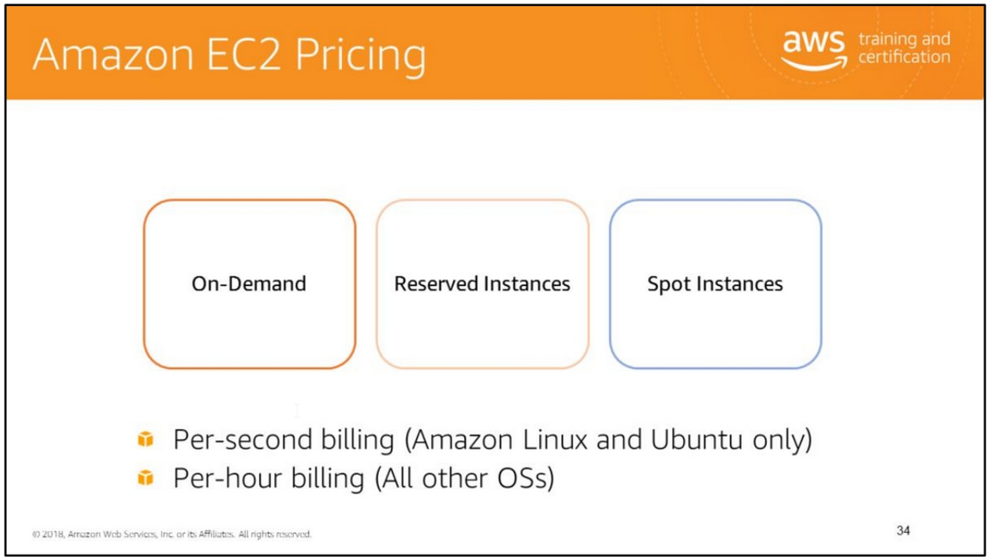 Amazon EC2 Pricing
aws training and
certification
On-Demand
Reserved Instances
Spot Instances
Per-second billing (Amazon Linux and Ubuntu only)
Per-hour billing (All other OSs)
© 2018, Amazon Web Services, Inc. or its Affiliates. All rights reserved.
34